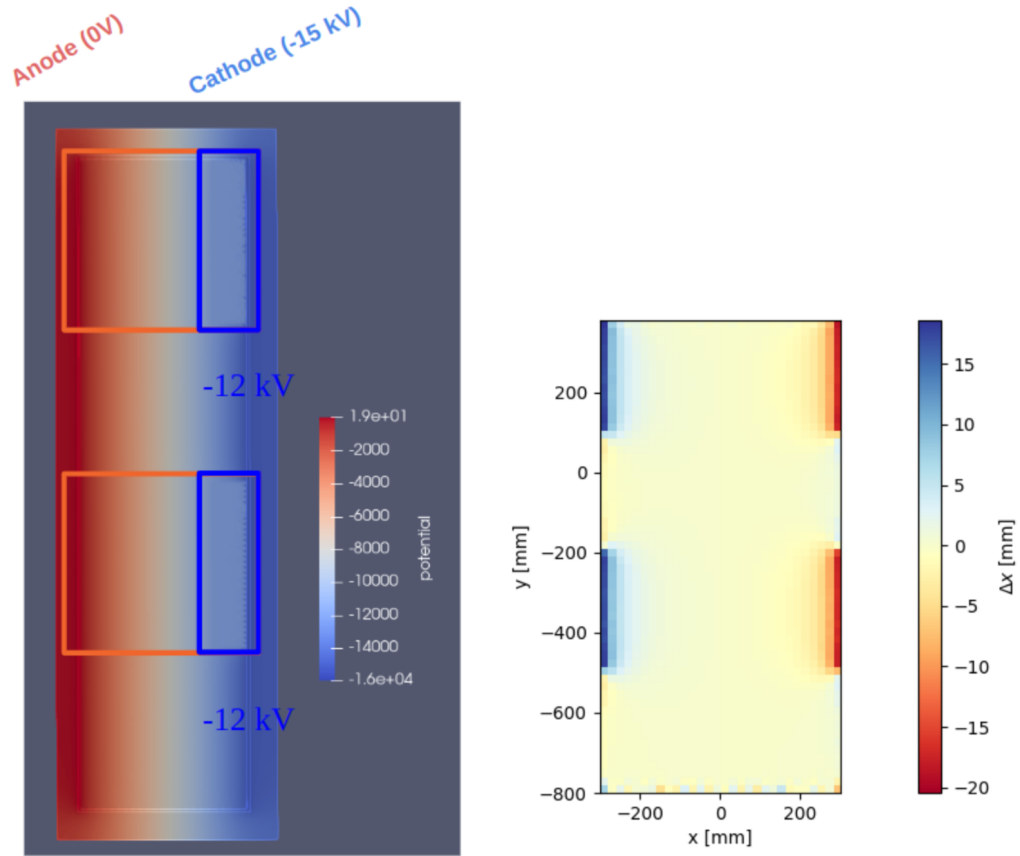 Anode (0V)
Cathode (-15 kV)
-12 kV
1.9e+01
-2000
-4000
-6000
-8000
-10000
-12000
-14000
-1.6e+04
potential
-12 kV
200
0
−200
−400
−600
−800
y [mm]
−200
0
200
x [mm]
15
10
5
0
−5
−10
−15
−20
Δx [mm]